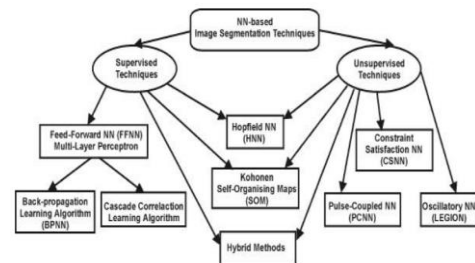 NN-based
Image Segmentation Techniques
Supervised
Techniques
Unsupervised
Techniques
Feed-Forward NN (FFNN)
Multi-Layer Perceptron
Hopfield NN
(HNN)
Constraint
Satisfaction NN
(CSNN)
Back-propagation
Learning Algorithm
(BPNN)
Cascade Correlaction
Learning Algorithm
Kohonen
Self-Organising Maps
(SOM)
Pulse-Coupled NN
(PCNN)
Oscillatory NN
(LEGION)
Hybrid Methods